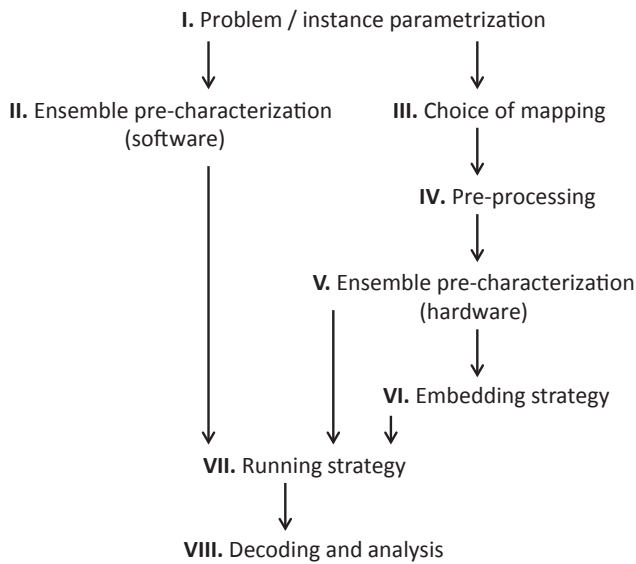 I. Problem / instance parametrization
II. Ensemble pre-characterization
(software)
III. Choice of mapping
IV. Pre-processing
V. Ensemble pre-characterization
(hardware)
VI. Embedding strategy
VII. Running strategy
VIII. Decoding and analysis